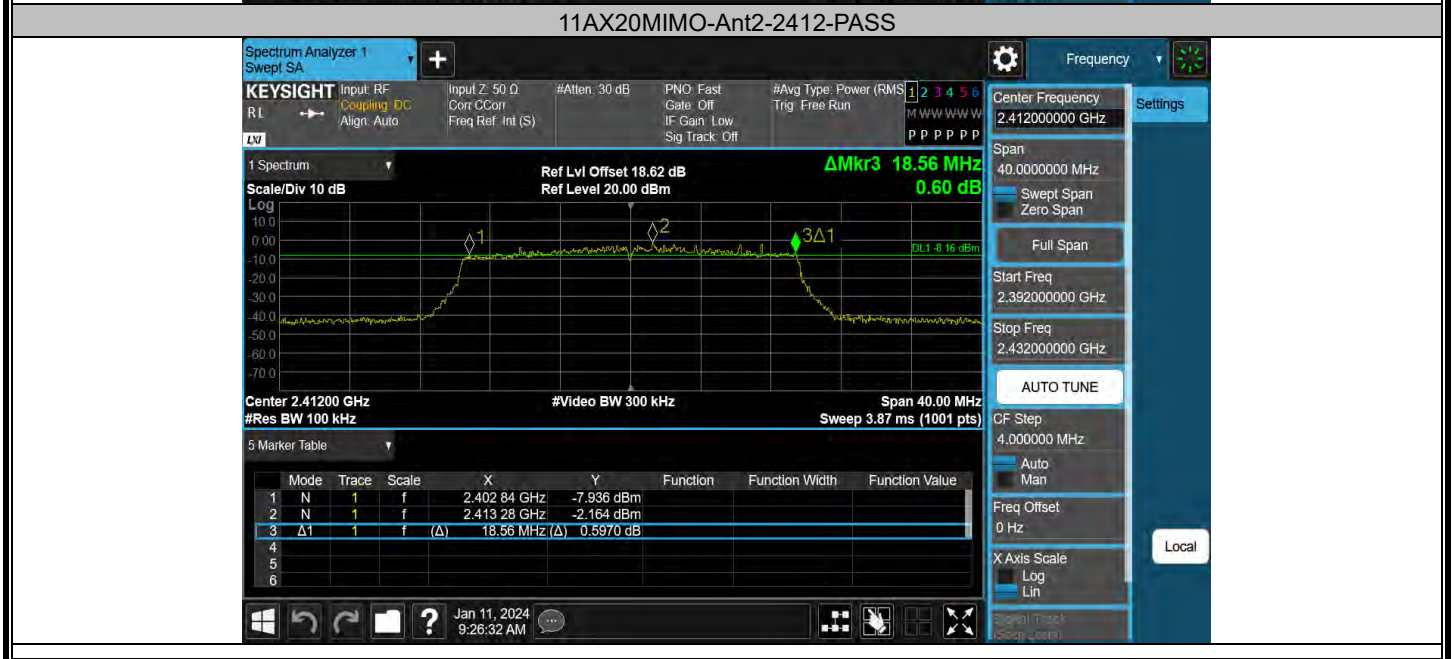 11AX20MIMO-Ant2-2412-PASS
Spectrum Analyzer 1
Swept SA
+
Frequency
KEYSIGHT Input: RF Input Z: 50 Ω #Atten: 30 dB PNO: Fast #Avg Type: Power (RMS 1 2 3 4 5 6
RL Coupling: DC Corr CCorr Gate: Off Trig: Free Run M W W W W W
Align: Auto Freq Ref: Int (S) IF Gain: Low
LXI Sig Track: Off P P P P P P
Center Frequency
2.412000000 GHz
Settings
1 Spectrum
Ref Lvl Offset 18.62 dB
ΔMkr3 18.56 MHz
Scale/Div 10 dB Ref Level 20.00 dBm 0.60 dB
Log
10.0
0.00
-10.0
-20.0
-30.0
-40.0
-50.0
-60.0
-70.0
1
2
3Δ1
DL1 -8.16 dBm
Center 2.41200 GHz #Video BW 300 kHz Span 40.00 MHz
#Res BW 100 kHz Sweep 3.87 ms (1001 pts)
Span
40.0000000 MHz
Swept Span
Zero Span
Full Span
Start Freq
2.392000000 GHz
Stop Freq
2.432000000 GHz
AUTO TUNE
CF Step
4.000000 MHz
Auto
Man
Freq Offset
0 Hz
X Axis Scale
Log
Lin
Signal Track
(Span Zoom)
Local
5 Marker Table
Mode Trace Scale X Y Function Function Width Function Value
1 N 1 f 2.402 84 GHz -7.936 dBm
2 N 1 f 2.413 28 GHz -2.164 dBm
3 Δ1 1 f (Δ) 18.56 MHz (Δ) 0.5970 dB
4
5
6
? Jan 11, 2024
9:26:32 AM